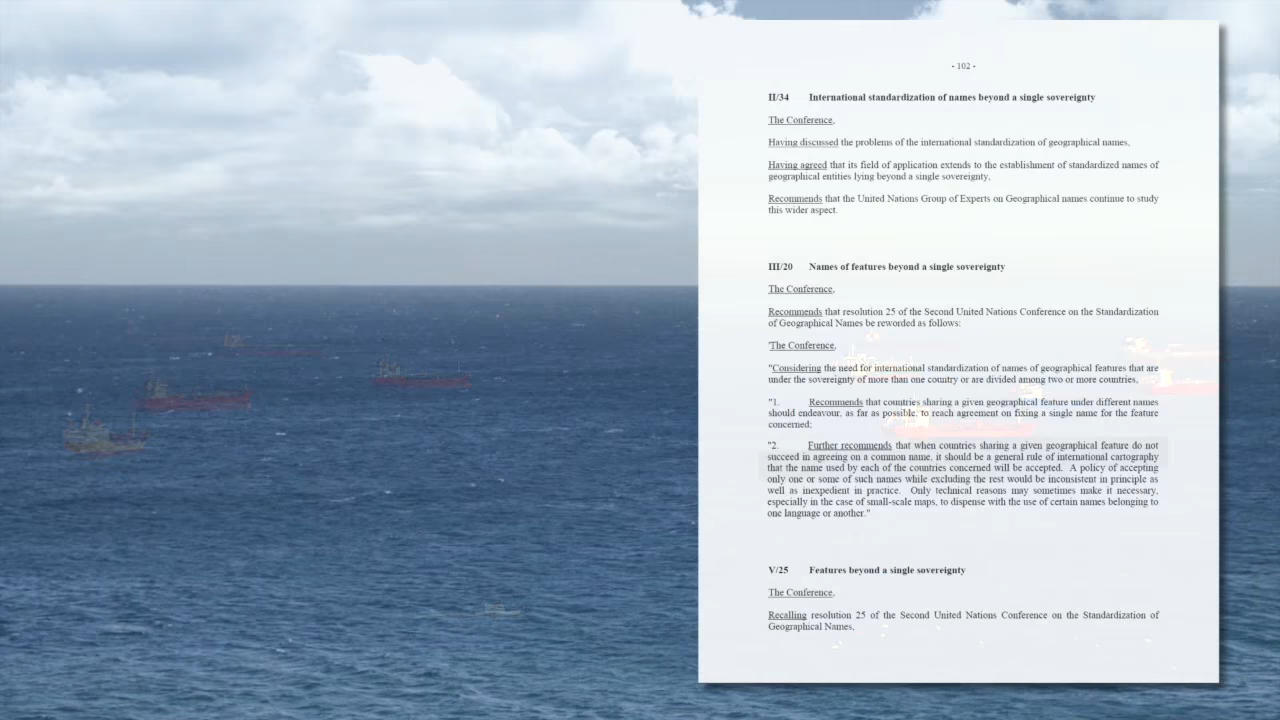 - 102 -
II/34 International standardization of names beyond a single sovereignty
The Conference,
Having discussed the problems of the international standardization of geographical names,
Having agreed that its field of application extends to the establishment of standardized names of
geographical entities lying beyond a single sovereignty,
Recommends that the United Nations Group of Experts on Geographical names continue to study
this wider aspect.
III/20 Names of features beyond a single sovereignty
The Conference,
Recommends that resolution 25 of the Second United Nations Conference on the Standardization
of Geographical Names be reworded as follows:
'The Conference,
"Considering the need for international standardization of names of geographical features that are
under the sovereignty of more than one country or are divided among two or more countries,
"1. Recommends that countries sharing a given geographical feature under different names
should endeavour, as far as possible, to reach agreement on fixing a single name for the feature
concerned;
"2. Further recommends that when countries sharing a given geographical feature do not
succeed in agreeing on a common name, it should be a general rule of international cartography
that the name used by each of the countries concerned will be accepted. A policy of accepting
only one or some of such names while excluding the rest would be inconsistent in principle as
well as inexpedient in practice. Only technical reasons may sometimes make it necessary,
especially in the case of small-scale maps, to dispense with the use of certain names belonging to
one language or another."
V/25 Features beyond a single sovereignty
The Conference,
Recalling resolution 25 of the Second United Nations Conference on the Standardization of
Geographical Names,